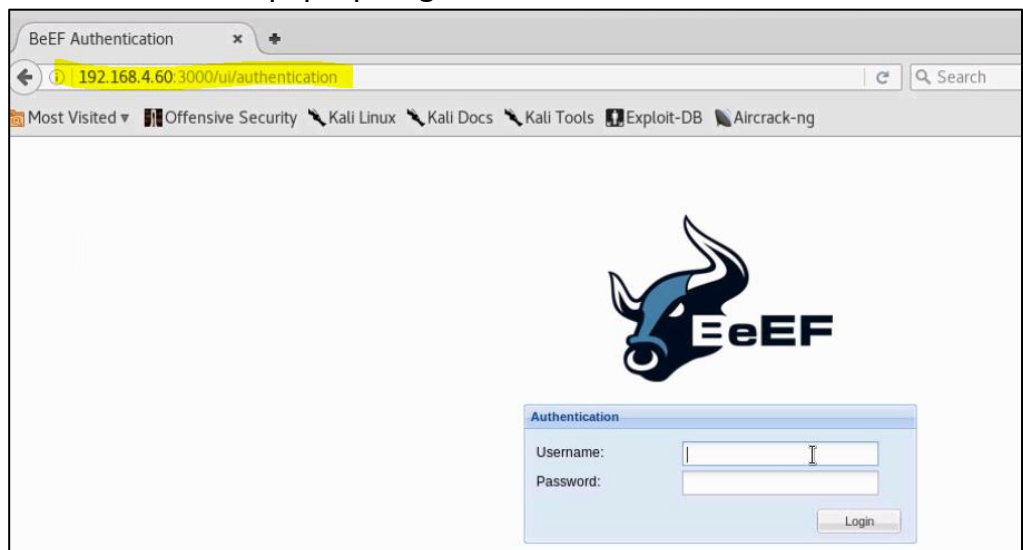 BeEF Authentication
192.168.4.60:3000/ui/authentication
Search
Most Visited Offensive Security Kali Linux Kali Docs Kali Tools Exploit-DB Aircrack-ng
BeEF
Authentication
Username:
Password:
Login